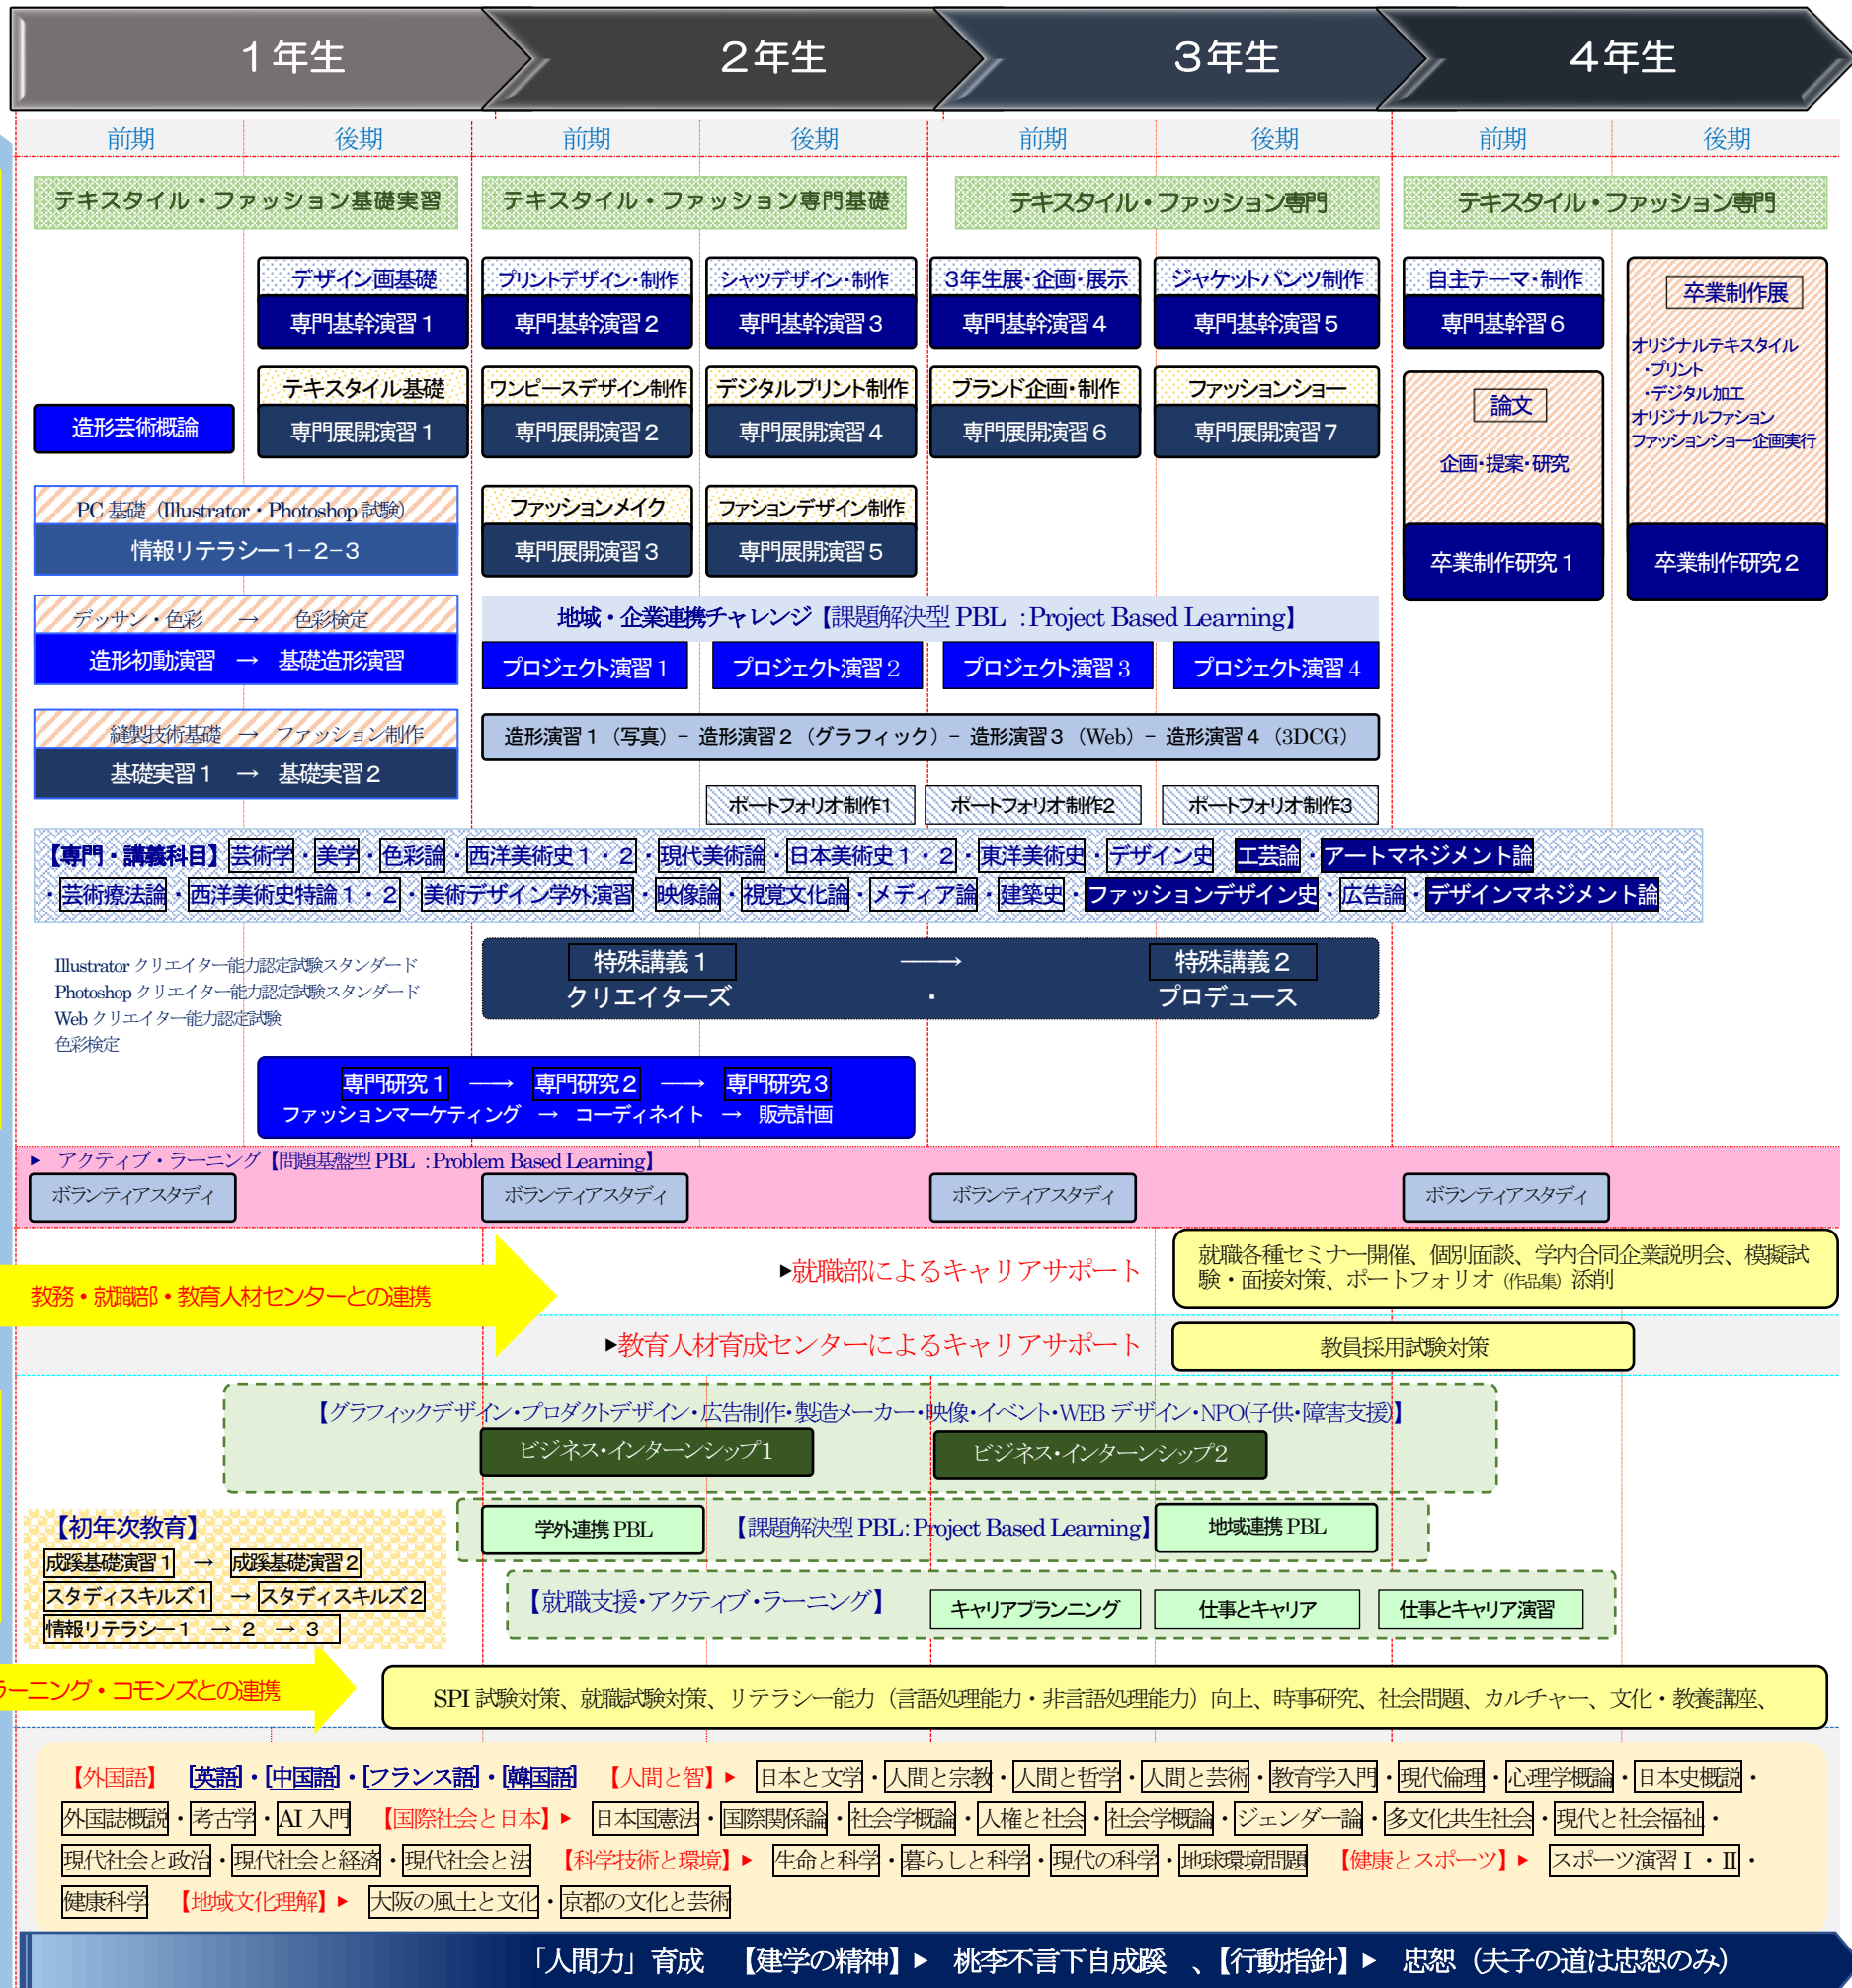 1年生 2年生 3年生 4年生
前期 後期 前期 後期 前期 後期 前期 後期
テキスタイル・ファッション基礎実習 テキスタイル・ファッション専門基礎 テキスタイル・ファッション専門 テキスタイル・ファッション専門
デザイン画基礎 プリントデザイン・制作 シャツデザイン・制作 3年生展・企画・展示 ジャケットパンツ制作 自主テーマ・制作
専門基幹演習1 専門基幹演習2 専門基幹演習3 専門基幹演習4 専門基幹演習5 専門基幹習6
卒業制作展
オリジナルテキスタイル
・プリント
・デジタル加工
オリジナルファション
ファッションショー企画実行
テキスタイル基礎 ワンピースデザイン制作 デジタルプリント制作 ブランド企画・制作 ファッションショー
造形芸術概論 専門展開演習1 専門展開演習2 専門展開演習4 専門展開演習6 専門展開演習7
論文
企画・提案・研究
PC 基礎（Illustrator・Photoshop 試験） ファッションメイク ファションデザイン制作
情報リテラシー1-2-3 専門展開演習3 専門展開演習5
卒業制作研究1 卒業制作研究2
デッサン・色彩 → 色彩検定
造形初動演習 → 基礎造形演習
地域・企業連携チャレンジ【課題解決型 PBL ：Project Based Learning】
プロジェクト演習1 プロジェクト演習2 プロジェクト演習3 プロジェクト演習4
縫製技術基礎 → ファッション制作
基礎実習1 → 基礎実習2
造形演習1（写真）- 造形演習2（グラフィック）- 造形演習3（Web）- 造形演習4（3DCG）
ポートフォリオ制作1 ポートフォリオ制作2 ポートフォリオ制作3
【専門・講義科目】芸術学・美学・色彩論・西洋美術史1・2・現代美術論・日本美術史1・2・東洋美術史・デザイン史 工芸論・アートマネジメント論
・芸術療法論・西洋美術史特論1・2・美術デザイン学外演習・映像論・視覚文化論・メディア論・建築史・ファッションデザイン史・広告論・デザインマネジメント論
Illustrator クリエイター能力認定試験スタンダード
Photoshop クリエイター能力認定試験スタンダード
Web クリエイター能力認定試験
色彩検定
特殊講義1 → 特殊講義2
クリエイターズ ・ プロデュース
専門研究1 → 専門研究2 → 専門研究3
ファッションマーケティング → コーディネイト → 販売計画
▶ アクティブ・ラーニング【問題基盤型 PBL ：Problem Based Learning】
ボランティアスタディ ボランティアスタディ ボランティアスタディ ボランティアスタディ
教務・就職部・教育人材センターとの連携
▶就職部によるキャリアサポート
就職各種セミナー開催、個別面談、学内合同企業説明会、模擬試
験・面接対策、ポートフォリオ（作品集）添削
▶教育人材育成センターによるキャリアサポート 教員採用試験対策
【グラフィックデザイン・プロダクトデザイン・広告制作・製造メーカー・映像・イベント・WEB デザイン・NPO(子供・障害支援)】
ビジネス・インターンシップ1 ビジネス・インターンシップ2
学外連携 PBL 【課題解決型 PBL：Project Based Learning】 地域連携 PBL
【初年次教育】
成蹊基礎演習1 → 成蹊基礎演習2
スタディスキルズ1 → スタディスキルズ2
情報リテラシー1 → 2 → 3
【就職支援・アクティブ・ラーニング】 キャリアプランニング 仕事とキャリア 仕事とキャリア演習
ラーニング・コモンズとの連携
SPI 試験対策、就職試験対策、リテラシー能力（言語処理能力・非言語処理能力）向上、時事研究、社会問題、カルチャー、文化・教養講座、
【外国語】 [英語]・[中国語]・[フランス語]・[韓国語] 【人間と智】▶ 日本と文学・人間と宗教・人間と哲学・人間と芸術・教育学入門・現代倫理・心理学概論・日本史概説・
外国誌概説・考古学・AI 入門 【国際社会と日本】▶ 日本国憲法・国際関係論・社会学概論・人権と社会・社会学概論・ジェンダー論・多文化共生社会・現代と社会福祉・
現代社会と政治・現代社会と経済・現代社会と法 【科学技術と環境】▶ 生命と科学・暮らしと科学・現代の科学・地球環境問題 【健康とスポーツ】▶ スポーツ演習Ⅰ・Ⅱ・
健康科学 【地域文化理解】▶ 大阪の風土と文化・京都の文化と芸術
「人間力」育成 【建学の精神】▶ 桃李不言下自成蹊 、【行動指針】▶ 忠恕（夫子の道は忠恕のみ）